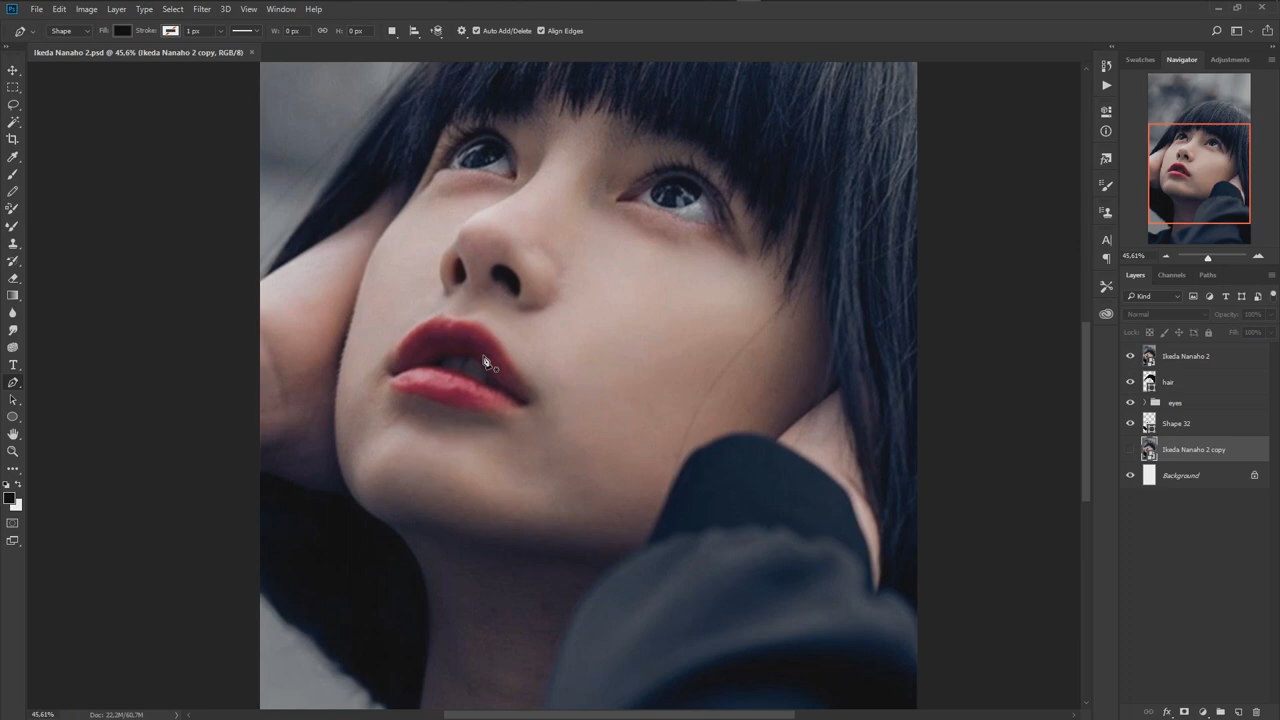 Ps File Edit Image Layer Type Select Filter 3D View Window Help
Shape Fill: Stroke: 1 px W: 0 px H: 0 px Auto Add/Delete Align Edges
Ikeda Nanaho 2.psd @ 45,6% (Ikeda Nanaho 2 copy, RGB/8) ×
Swatches Navigator Adjustments
45,61%
Layers Channels Paths
Kind
Normal Opacity: 100%
Lock: Fill: 100%
Ikeda Nanaho 2
hair
eyes
Shape 32
Ikeda Nanaho 2 copy
Background
45,61% Doc: 22,2M/60,7M